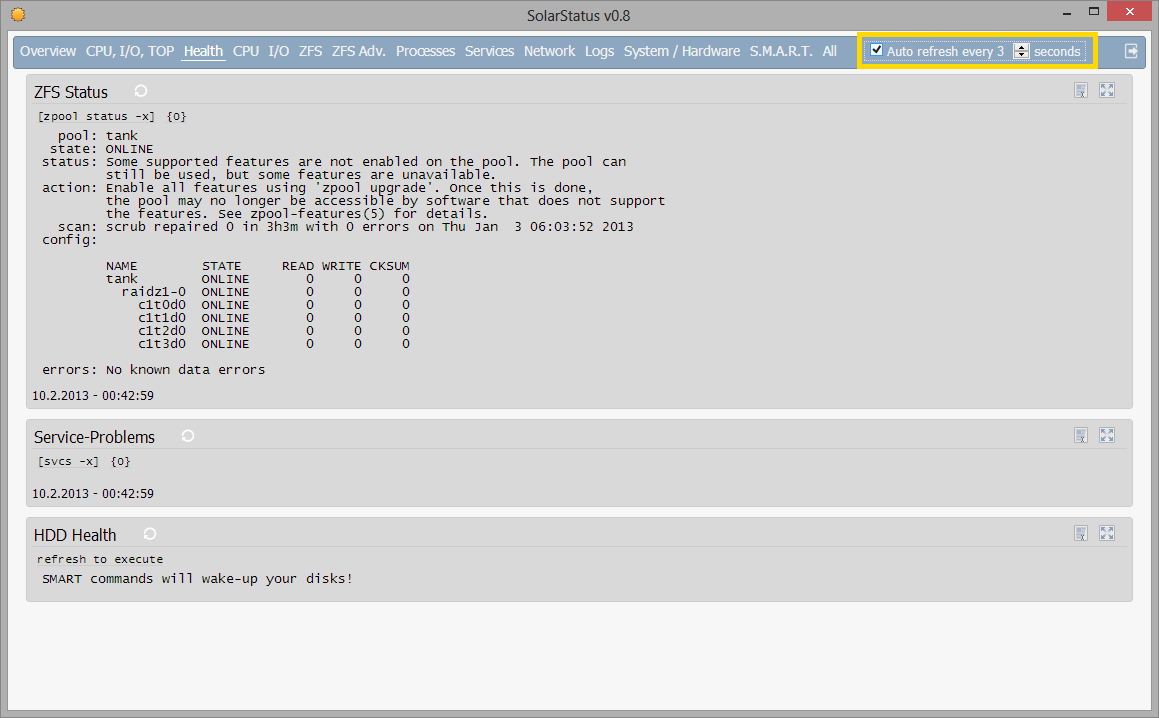 SolarStatus v0.8
Overview CPU, I/O, TOP Health CPU I/O ZFS ZFS Adv. Processes Services Network Logs System / Hardware S.M.A.R.T. All Auto refresh every 3 seconds
ZFS Status
[zpool status -x] {0}
pool: tank
state: ONLINE
status: Some supported features are not enabled on the pool. The pool can
still be used, but some features are unavailable.
action: Enable all features using 'zpool upgrade'. Once this is done,
the pool may no longer be accessible by software that does not support
the features. See zpool-features(5) for details.
scan: scrub repaired 0 in 3h3m with 0 errors on Thu Jan  3 06:03:52 2013
config:
NAME STATE READ WRITE CKSUM
tank ONLINE 0 0 0
raidz1-0 ONLINE 0 0 0
c1t0d0 ONLINE 0 0 0
c1t1d0 ONLINE 0 0 0
c1t2d0 ONLINE 0 0 0
c1t3d0 ONLINE 0 0 0
errors: No known data errors
10.2.2013 - 00:42:59
Service-Problems
[svcs -x] {0}
10.2.2013 - 00:42:59
HDD Health
refresh to execute
SMART commands will wake-up your disks!